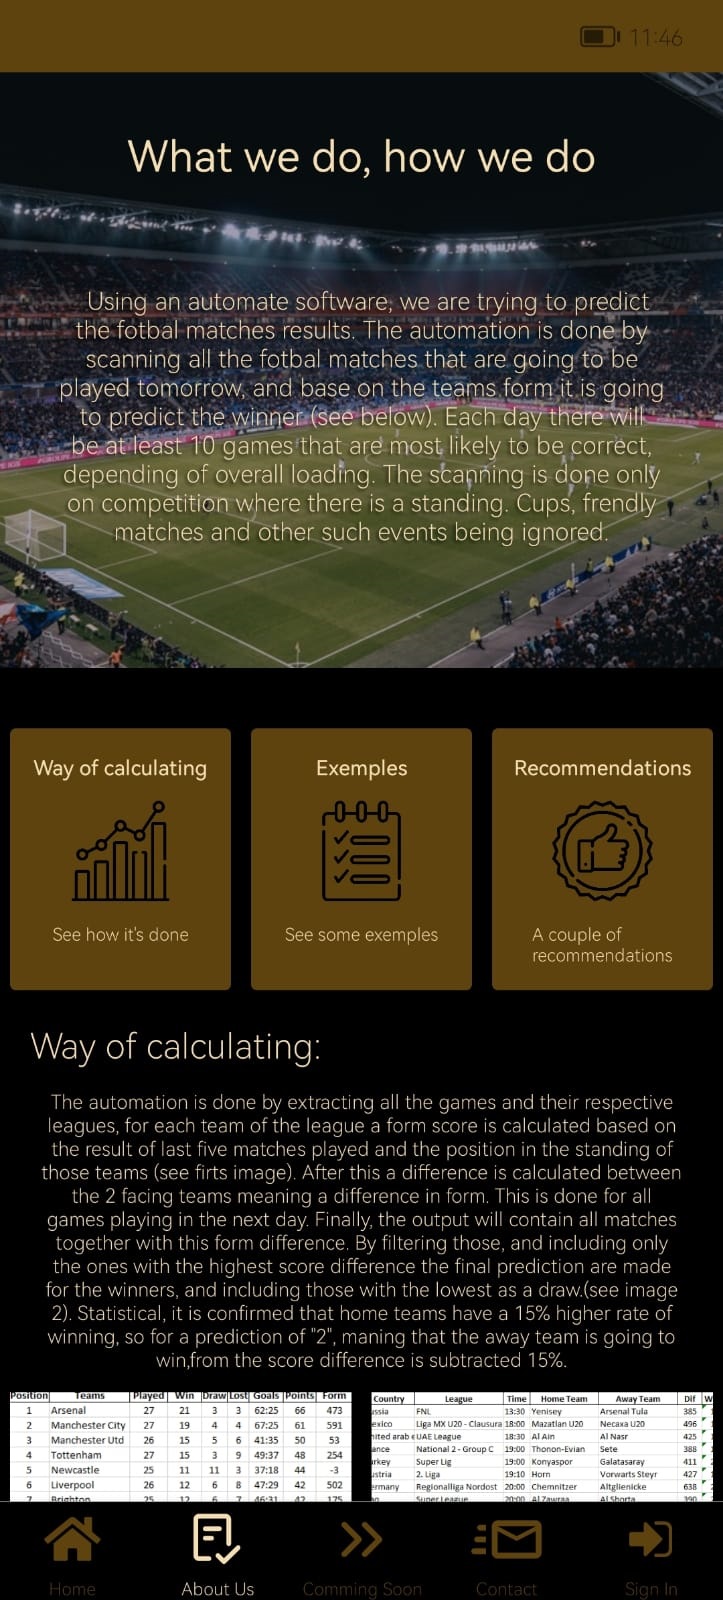 11:46
What we do, how we do
Using an automate software, we are trying to predict
the fotbal matches results. The automation is done by
scanning all the fotbal matches that are going to be
played tomorrow, and base on the teams form it is going
to predict the winner (see below). Each day there will
be at least 10 games that are most likely to be correct,
depending of overall loading. The scanning is done only
on competition where there is a standing. Cups, frendly
matches and other such events being ignored.
Way of calculating
See how it's done
Exemples
See some exemples
Recommendations
A couple of
recommendations
Way of calculating:
The automation is done by extracting all the games and their respective
leagues, for each team of the league a form score is calculated based on
the result of last five matches played and the position in the standing of
those teams (see firts image). After this a difference is calculated between
the 2 facing teams meaning a difference in form. This is done for all
games playing in the next day. Finally, the output will contain all matches
together with this form difference. By filtering those, and including only
the ones with the highest score difference the final prediction are made
for the winners, and including those with the lowest as a draw.(see image
2). Statistical, it is confirmed that home teams have a 15% higher rate of
winning, so for a prediction of "2", maning that the away team is going to
win,from the score difference is subtracted 15%.
Position Teams Played Win Draw Lost Goals Points Form
1 Arsenal 27 21 3 3 62:25 66 473
2 Manchester City 27 19 4 4 67:25 61 591
3 Manchester Utd 26 15 5 6 41:35 50 53
4 Tottenham 27 15 3 9 49:37 48 254
5 Newcastle 25 11 11 3 37:18 44 -3
6 Liverpool 26 12 6 8 47:29 42 502
7 Brighton 25 12 6 7 46:31 42 175
Country League Time Home Team Away Team Dif W
ssia FNL 13:30 Yenisey Arsenal Tula 385
exico Liga MX U20 - Clausura 18:00 Mazatlan U20 Necaxa U20 496
nited arab e UAE League 18:30 Al Ain Al Nasr 425
ance National 2 - Group C 19:00 Thonon-Evian Sete 388
rkey Super Lig 19:00 Konyaspor Galatasaray 411
stria 2. Liga 19:10 Horn Vorwarts Steyr 427
ermany Regionalliga Nordost 20:00 Chemnitzer Altglienicke 638
Super League 20:00 Al Zawraa Al Shorta 390
Home
About Us
Comming Soon
Contact
Sign In